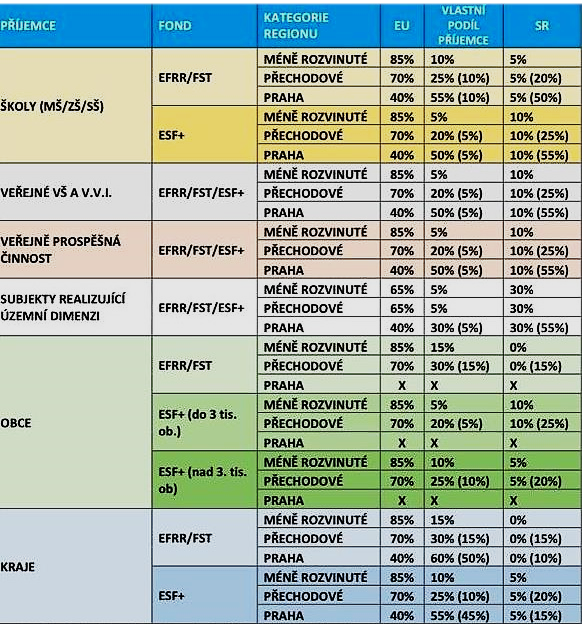 PŘÍJEMCE FOND KATEGORIE REGIONU EU VLASTNÍ PODÍL PŘÍJEMCE SR
ŠKOLY (MŠ/ZŠ/SŠ) EFRR/FST MÉNĚ ROZVINUTÉ 85% 10% 5%
PŘECHODOVÉ 70% 25% (10%) 5% (20%)
PRAHA 40% 55% (10%) 5% (50%)
ESF+ MÉNĚ ROZVINUTÉ 85% 5% 10%
PŘECHODOVÉ 70% 20% (5%) 10% (25%)
PRAHA 40% 50% (5%) 10% (55%)
VEŘEJNÉ VŠ A V.V.I. EFRR/FST/ESF+ MÉNĚ ROZVINUTÉ 85% 5% 10%
PŘECHODOVÉ 70% 20% (5%) 10% (25%)
PRAHA 40% 50% (5%) 10% (55%)
VEŘEJNĚ PROSPĚŠNÁ ČINNOST EFRR/FST/ESF+ MÉNĚ ROZVINUTÉ 85% 5% 10%
PŘECHODOVÉ 70% 20% (5%) 10% (25%)
PRAHA 40% 50% (5%) 10% (55%)
SUBJEKTY REALIZUJÍCÍ ÚZEMNÍ DIMENZI EFRR/FST/ESF+ MÉNĚ ROZVINUTÉ 65% 5% 30%
PŘECHODOVÉ 65% 5% 30%
PRAHA 40% 30% (5%) 30% (55%)
OBCE EFRR/FST MÉNĚ ROZVINUTÉ 85% 15% 0%
PŘECHODOVÉ 70% 30% (15%) 0% (15%)
PRAHA X X X
ESF+ (do 3 tis. ob.) MÉNĚ ROZVINUTÉ 85% 5% 10%
PŘECHODOVÉ 70% 20% (5%) 10% (25%)
PRAHA X X X
ESF+ (nad 3. tis. ob) MÉNĚ ROZVINUTÉ 85% 10% 5%
PŘECHODOVÉ 70% 25% (10%) 5% (20%)
PRAHA X X X
KRAJE EFRR/FST MÉNĚ ROZVINUTÉ 85% 15% 0%
PŘECHODOVÉ 70% 30% (15%) 0% (15%)
PRAHA 40% 60% (50%) 0% (10%)
ESF+ MÉNĚ ROZVINUTÉ 85% 10% 5%
PŘECHODOVÉ 70% 25% (10%) 5% (20%)
PRAHA 40% 55% (45%) 5% (15%)